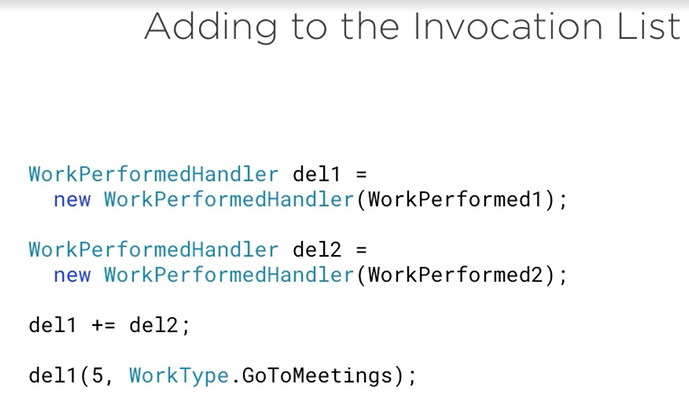 Adding to the Invocation List
WorkPerformedHandler del1 =
new WorkPerformedHandler(WorkPerformed1);
WorkPerformedHandler del2 =
new WorkPerformedHandler(WorkPerformed2);
del1 += del2;
del1(5, WorkType.GoToMeetings);